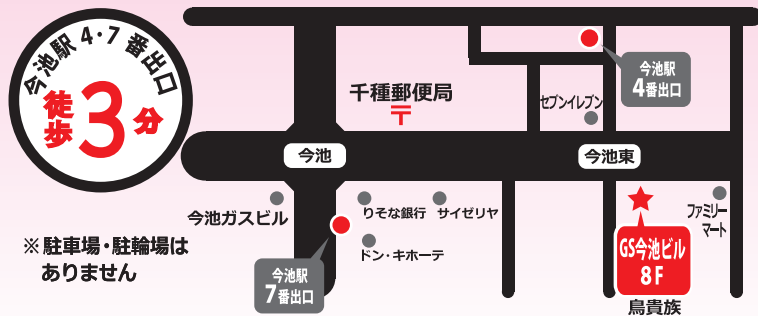 今池駅4・7番出口
徒歩3分
千種郵便局
〒
セブンイレブン
今池駅
4番出口
今池
今池東
今池ガスビル
りそな銀行
サイゼリヤ
ドン・キホーテ
今池駅
7番出口
ファミリー
マート
GS今池ビル
8F
鳥貴族
※駐車場・駐輪場は
ありません